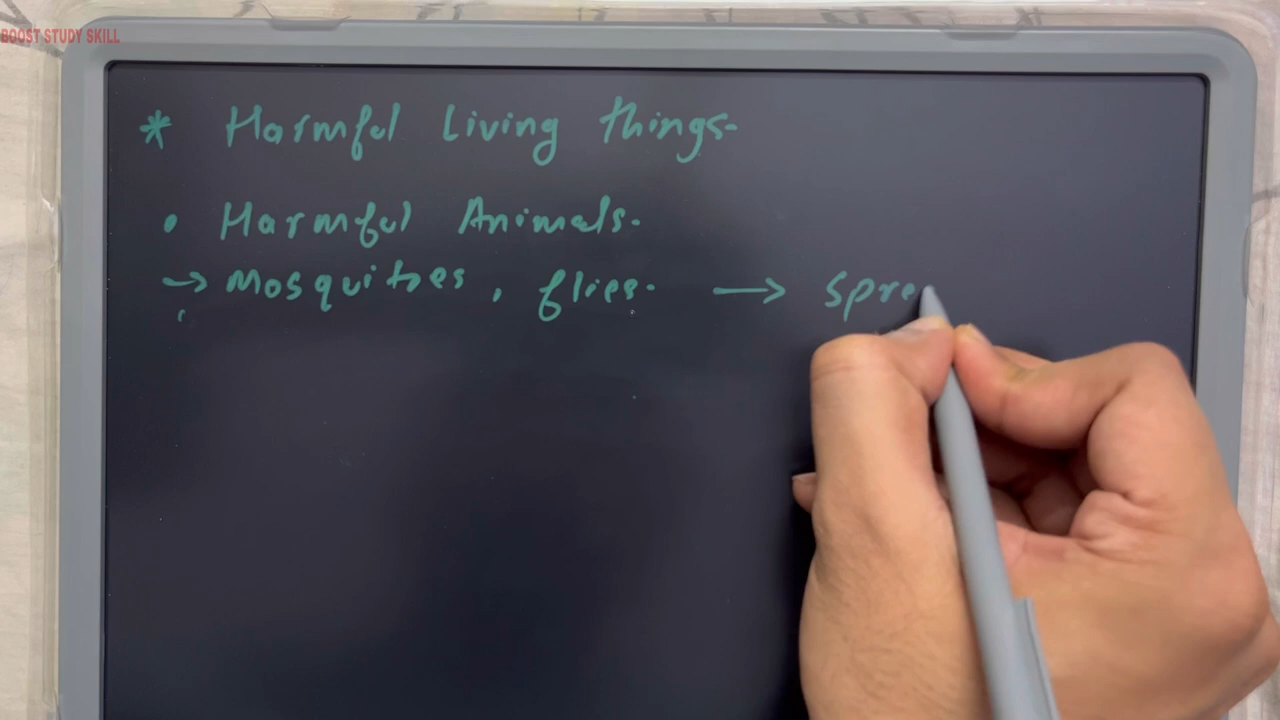 BOOST STUDY SKILL
* Harmful Living things-
• Harmful Animals.
→ Mosquitoes, flies. → Spre